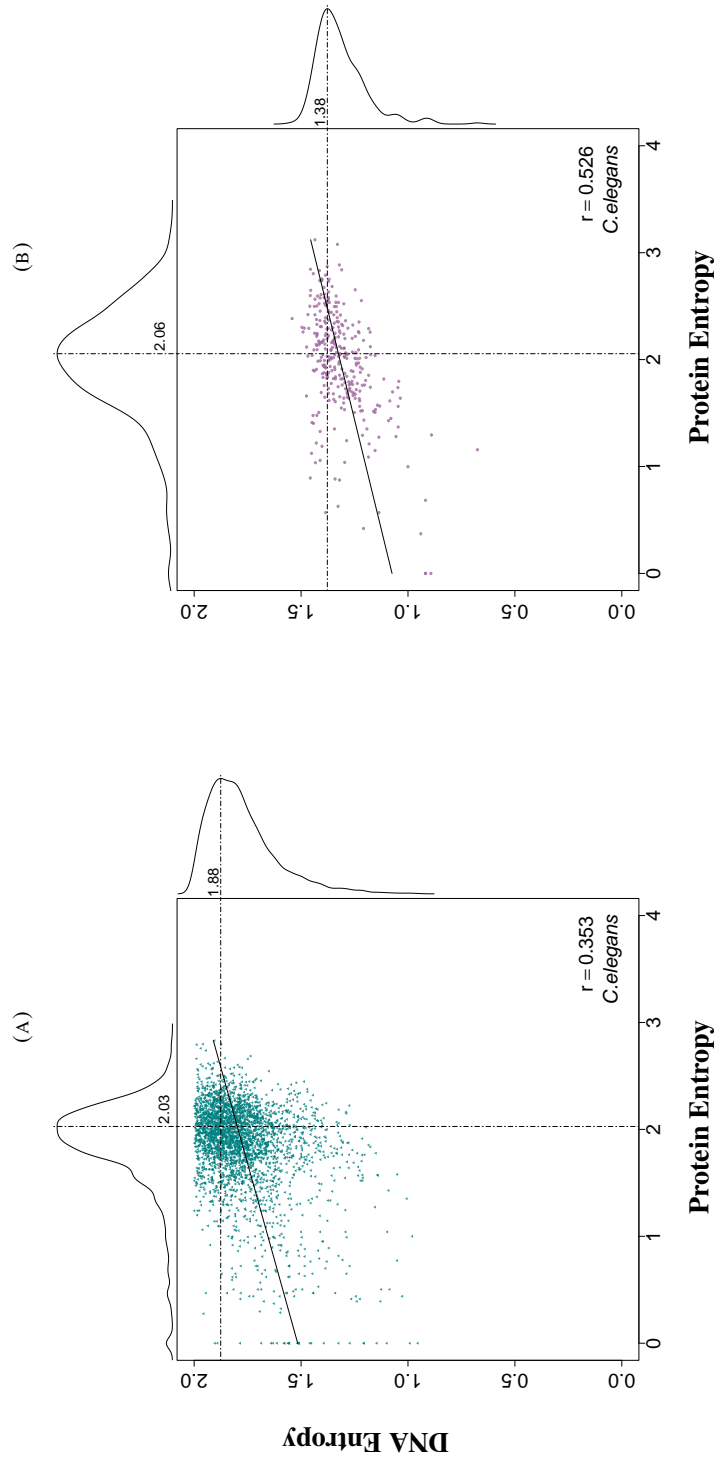 (A)
2.03
1.88
2.0
1.5
1.0
0.5
0.0
DNA Entropy
r = 0.353
C.elegans
0 1 2 3 4
Protein Entropy
(B)
2.06
1.38
2.0
1.5
1.0
0.5
0.0
r = 0.526
C.elegans
0 1 2 3 4
Protein Entropy